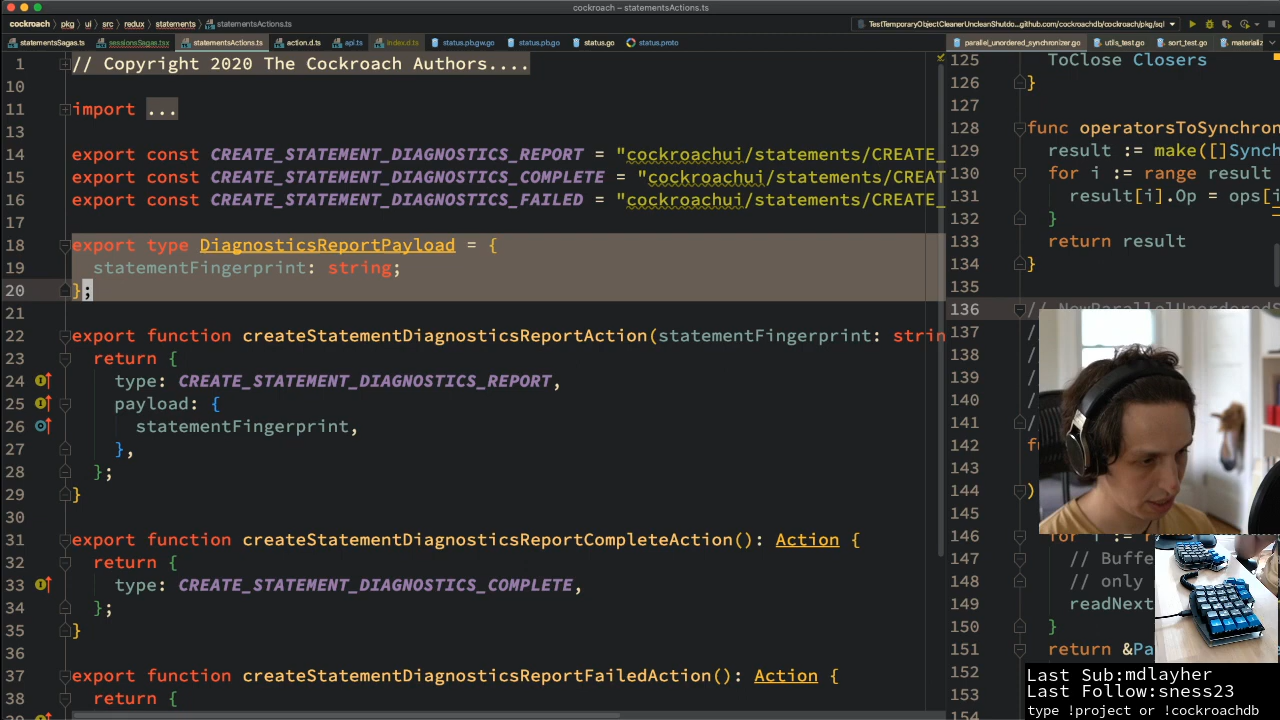 cockroach – statementsActions.ts
cockroach › pkg › ui › src › redux › statements › statementsActions.ts
TestTemporaryObjectCleanerUncleanShutdo...github.com/cockroachdb/cockroach/pkg/sql
statementsSagas.ts sessionsSagas.tsx statementsActions.ts action.d.ts api.ts index.d.ts status.pb.gw.go status.pb.go status.go status.proto
parallel_unordered_synchronizer.go utils_test.go sort_test.go materializ
1 // Copyright 2020 The Cockroach Authors....
10
11 import ...
13
14 export const CREATE_STATEMENT_DIAGNOSTICS_REPORT = "cockroachui/statements/CREATE_
15 export const CREATE_STATEMENT_DIAGNOSTICS_COMPLETE = "cockroachui/statements/CREAT
16 export const CREATE_STATEMENT_DIAGNOSTICS_FAILED = "cockroachui/statements/CREATE_
17
18 export type DiagnosticsReportPayload = {
19 statementFingerprint: string;
20 };
21
22 export function createStatementDiagnosticsReportAction(statementFingerprint: strin
23 return {
24 type: CREATE_STATEMENT_DIAGNOSTICS_REPORT,
25 payload: {
26 statementFingerprint,
27 },
28 };
29 }
30
31 export function createStatementDiagnosticsReportCompleteAction(): Action {
32 return {
33 type: CREATE_STATEMENT_DIAGNOSTICS_COMPLETE,
34 };
35 }
36
37 export function createStatementDiagnosticsReportFailedAction(): Action {
38 return {
125 ToClose Closers
126 }
127
128 func operatorsToSynchron
129 result := make([]Synch
130 for i := range result
131 result[i].Op = ops[i
132 }
133 return result
134 }
135
136 // NewParallelUnorderedS
137 /
138 /
139 /
140 /
141 /
142 fu
143
144 )
145
146 for i := r
147 // Buffe
148 // only
149 readNext
150 }
151 return &Pa
152
153
154
Last Sub:mdlayher
Last Follow:sness23
type !project or !cockroachdb